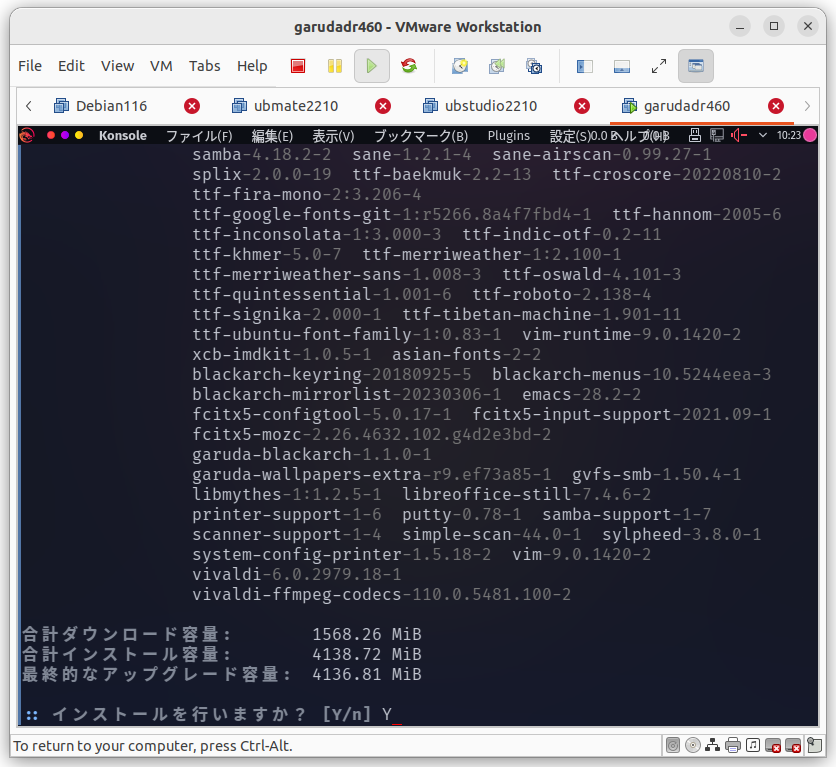 garudadr460 - VMware Workstation
File Edit View VM Tabs Help
Debian116 ubmate2210 ubstudio2210 garudadr460
Konsole ファイル(F) 編集(E) 表示(V) ブックマーク(B) Plugins 10:23
samba-4.18.2-2 sane-1.2.1-4 sane-airscan-0.99.27-1
splix-2.0.0-19 ttf-baekmuk-2.2-13 ttf-croscore-20220810-2
ttf-fira-mono-2:3.206-4
ttf-google-fonts-git-1:r5266.8a4f7fbd4-1 ttf-hannom-2005-6
ttf-inconsolata-1:3.000-3 ttf-indic-otf-0.2-11
ttf-khmer-5.0-7 ttf-merriweather-1:2.100-1
ttf-merriweather-sans-1.008-3 ttf-oswald-4.101-3
ttf-quintessential-1.001-6 ttf-roboto-2.138-4
ttf-signika-2.000-1 ttf-tibetan-machine-1.901-11
ttf-ubuntu-font-family-1:0.83-1 vim-runtime-9.0.1420-2
xcb-imdkit-1.0.5-1 asian-fonts-2-2
blackarch-keyring-20180925-5 blackarch-menus-10.5244eea-3
blackarch-mirrorlist-20230306-1 emacs-28.2-2
fcitx5-configtool-5.0.17-1 fcitx5-input-support-2021.09-1
fcitx5-mozc-2.26.4632.102.g4d2e3bd-2
garuda-blackarch-1.1.0-1
garuda-wallpapers-extra-r9.ef73a85-1 gvfs-smb-1.50.4-1
libmythes-1:1.2.5-1 libreoffice-still-7.4.6-2
printer-support-1-6 putty-0.78-1 samba-support-1-7
scanner-support-1-4 simple-scan-44.0-1 sylpheed-3.8.0-1
system-config-printer-1.5.18-2 vim-9.0.1420-2
vivaldi-6.0.2979.18-1
vivaldi-ffmpeg-codecs-110.0.5481.100-2
合計ダウンロード容量: 1568.26 MiB
合計インストール容量: 4138.72 MiB
最終的なアップグレード容量: 4136.81 MiB
:: インストールを行いますか? [Y/n] Y
To return to your computer, press Ctrl-Alt.